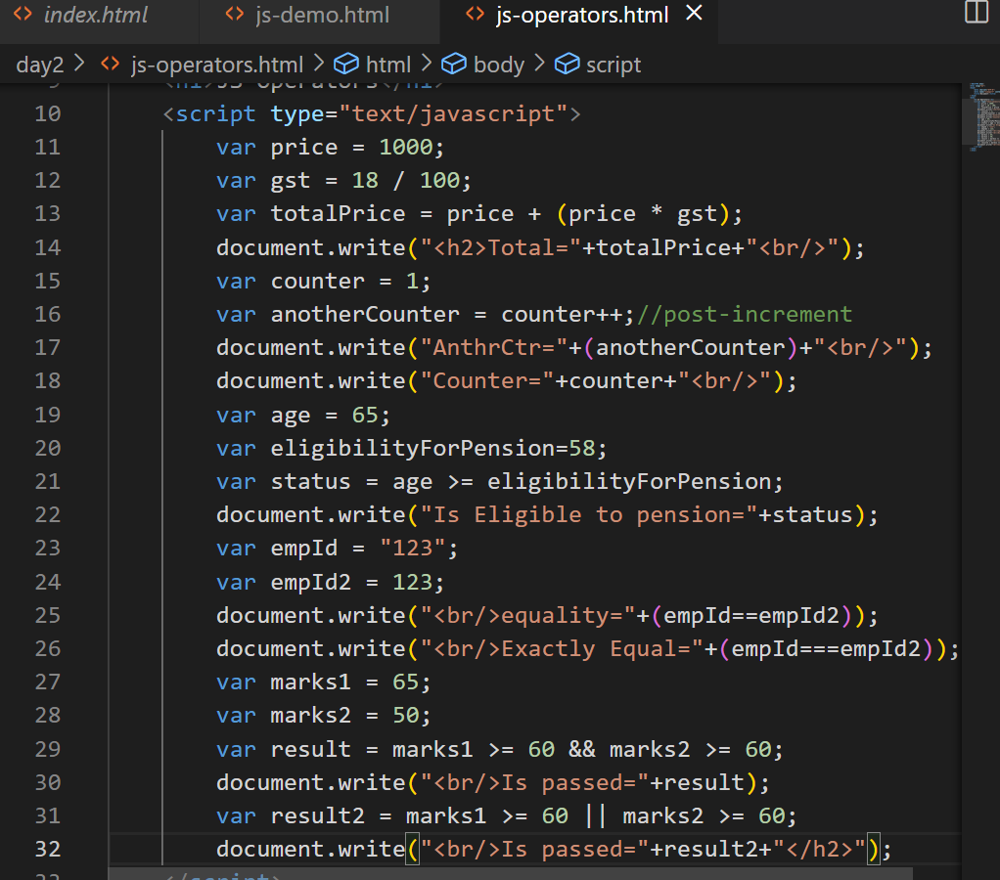 index.html js-demo.html js-operators.html
day2 js-operators.html html body script
10 <script type="text/javascript">
11 var price = 1000;
12 var gst = 18 / 100;
13 var totalPrice = price + (price * gst);
14 document.write("<h2>Total="+totalPrice+"<br/>");
15 var counter = 1;
16 var anotherCounter = counter++;//post-increment
17 document.write("AnthrCtr="+(anotherCounter)+"<br/>");
18 document.write("Counter="+counter+"<br/>");
19 var age = 65;
20 var eligibilityForPension=58;
21 var status = age >= eligibilityForPension;
22 document.write("Is Eligible to pension="+status);
23 var empId = "123";
24 var empId2 = 123;
25 document.write("<br/>equality="+(empId==empId2));
26 document.write("<br/>Exactly Equal="+(empId===empId2));
27 var marks1 = 65;
28 var marks2 = 50;
29 var result = marks1 >= 60 && marks2 >= 60;
30 document.write("<br/>Is passed="+result);
31 var result2 = marks1 >= 60 || marks2 >= 60;
32 document.write("<br/>Is passed="+result2+"</h2>");